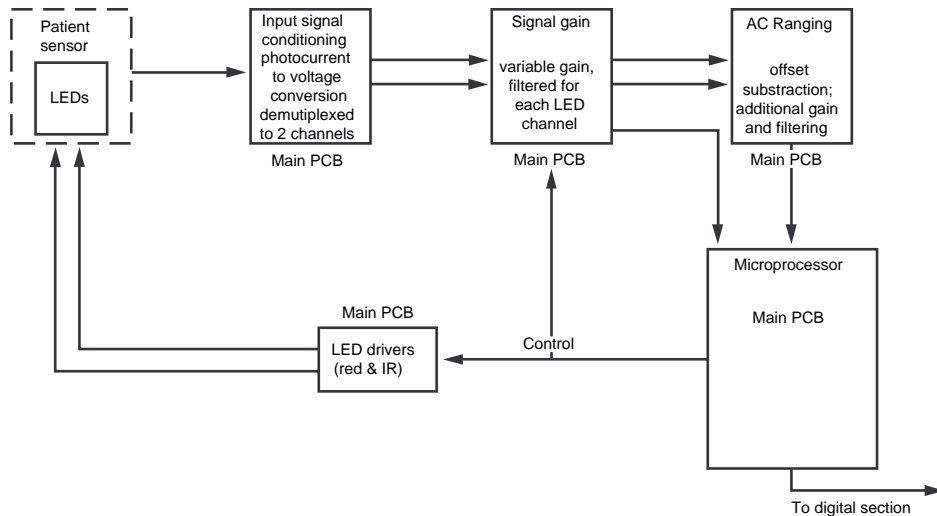 Patient
sensor
LEDs
Input signal
conditioning
photocurrent
to voltage
conversion
demutiplexed
to 2 channels
Main PCB
Signal gain
variable gain,
filtered for
each LED
channel
Main PCB
AC Ranging
offset
substraction;
additional gain
and filtering
Main PCB
Microprocessor
Main PCB
Main PCB
LED drivers
(red & IR)
Control
To digital section